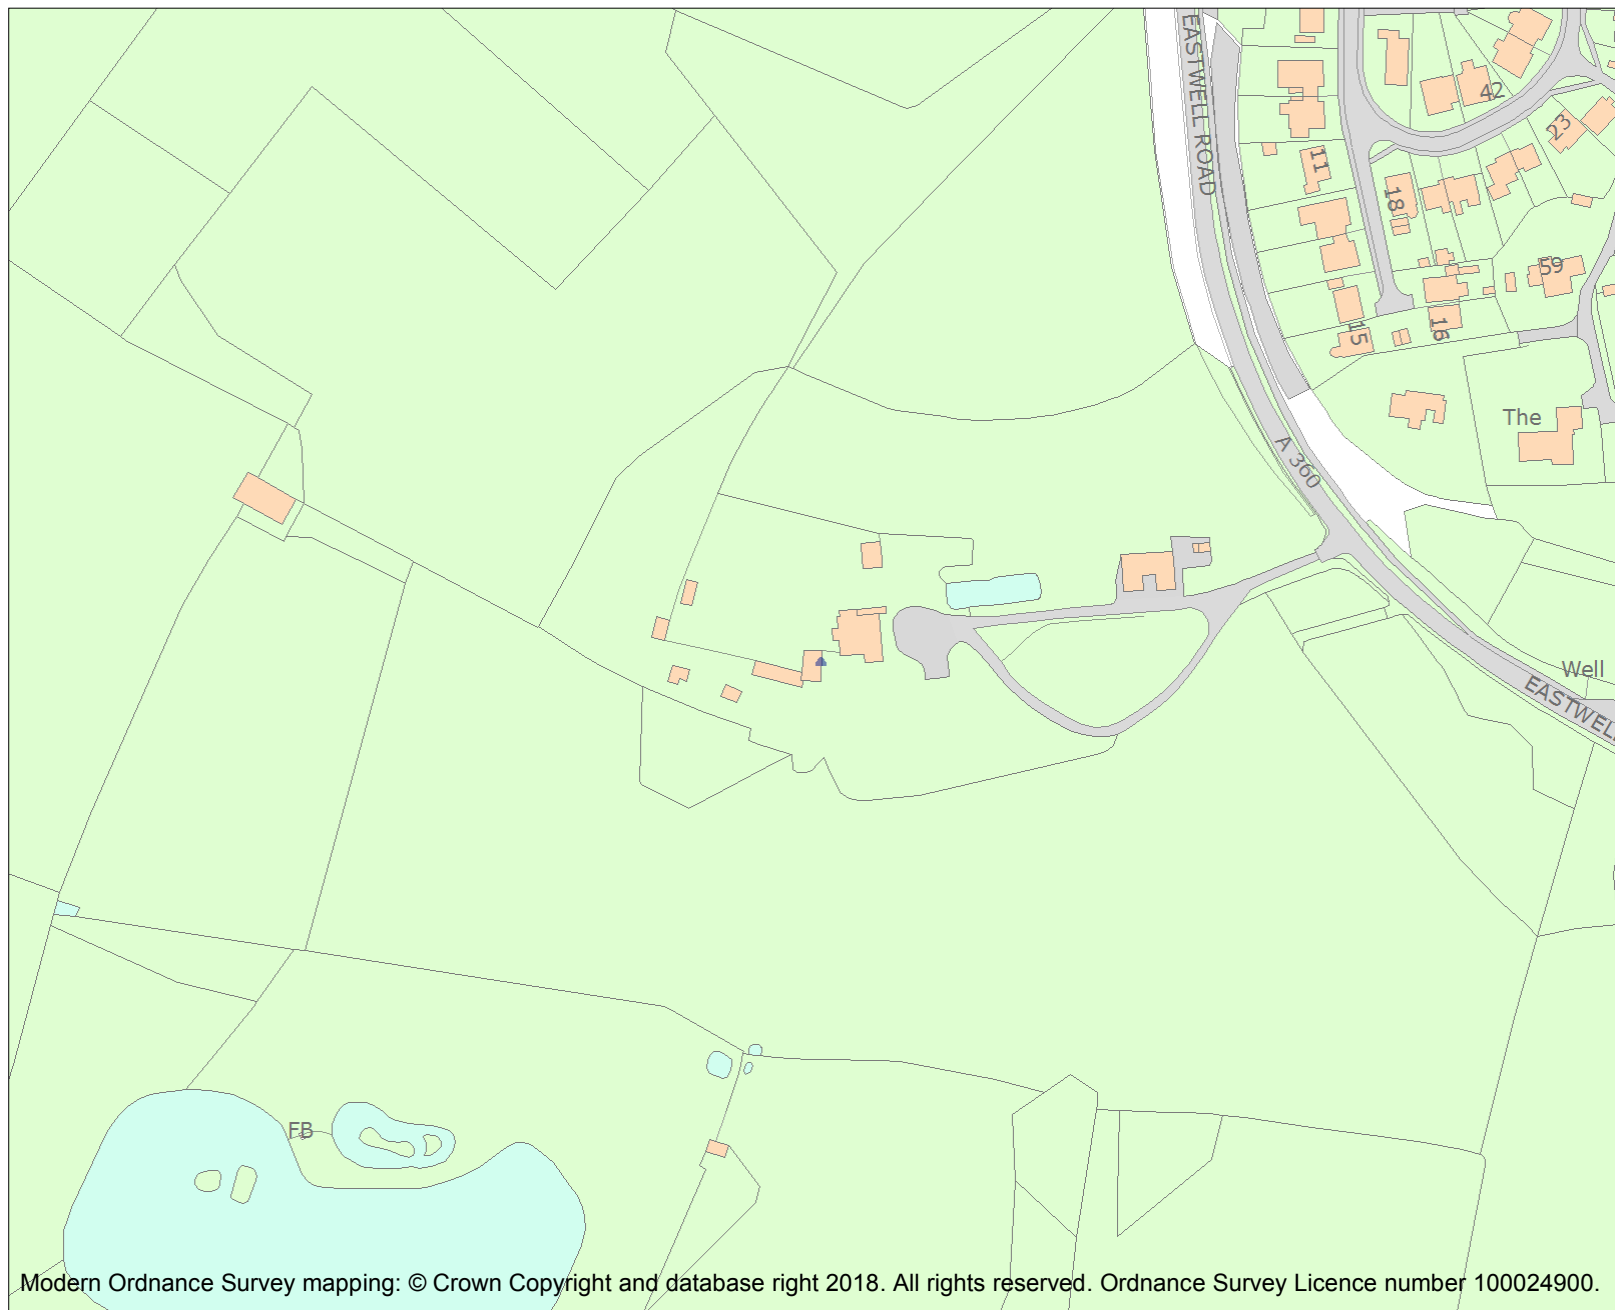 EASTWELL ROAD
42
23
11
18
59
15
16
The
A 360
Well
EASTWELL
FB
Modern Ordnance Survey mapping: © Crown Copyright and database right 2018. All rights reserved. Ordnance Survey Licence number 100024900.